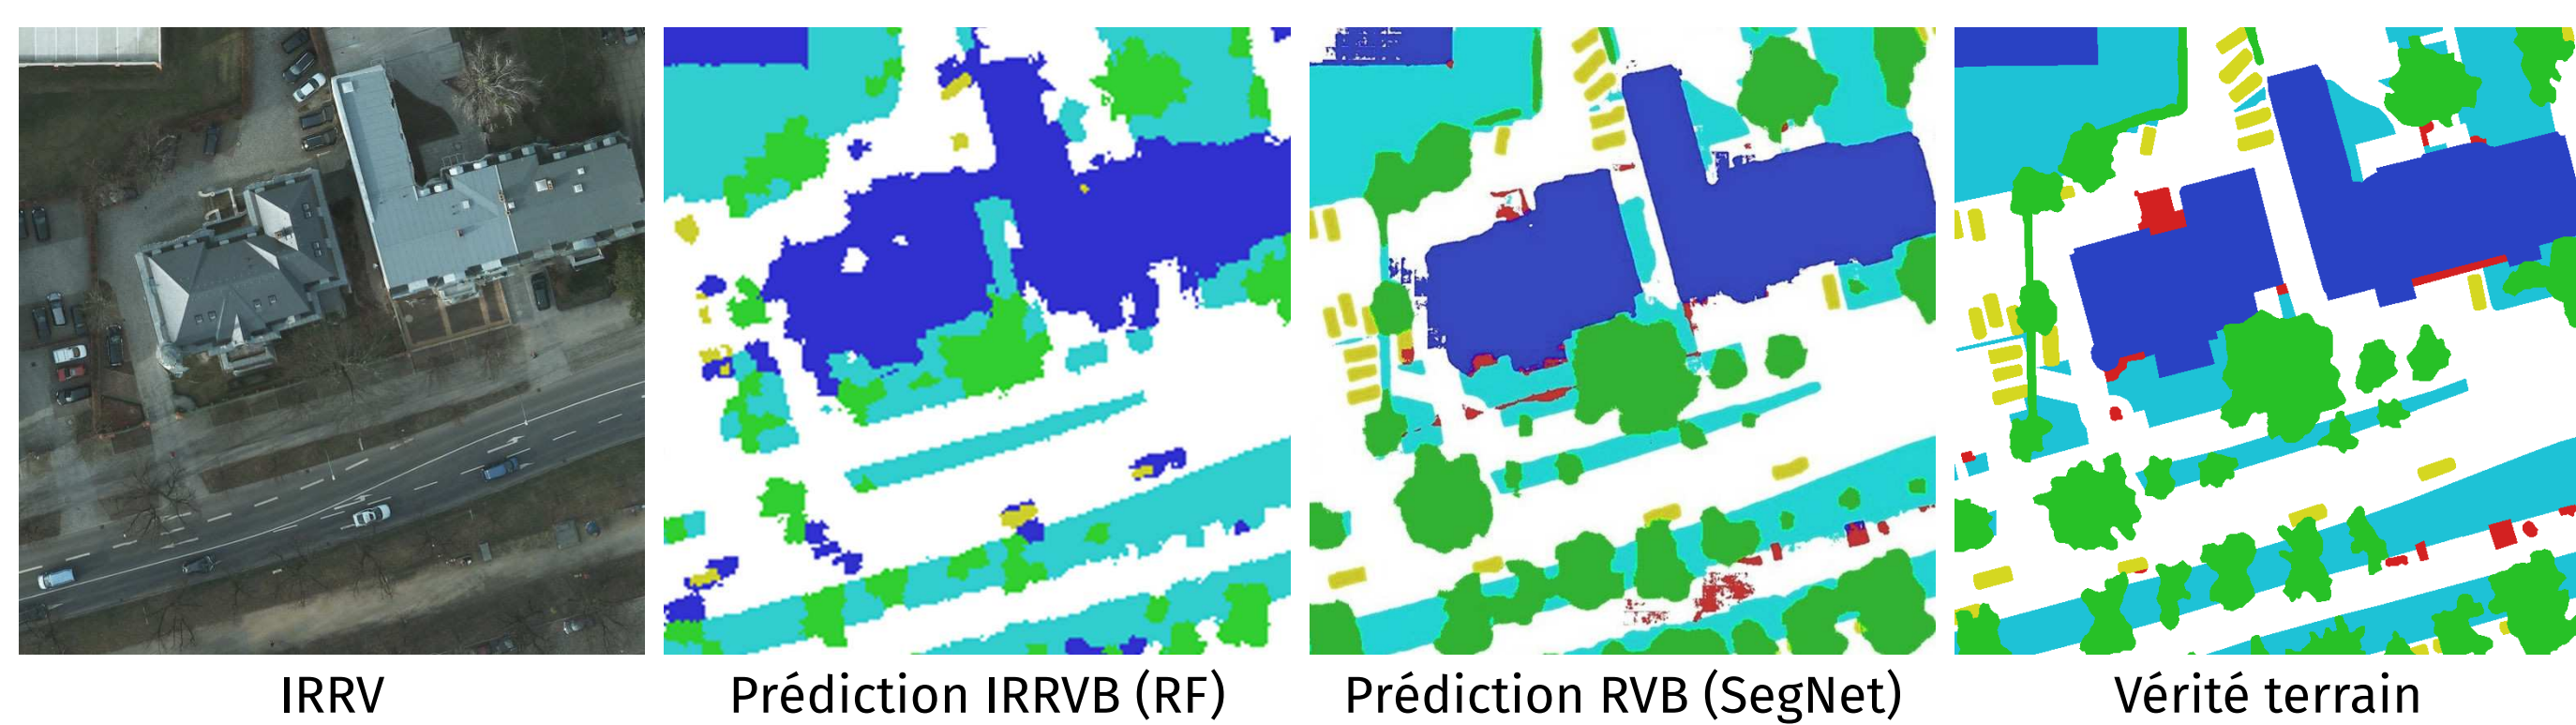 IRRV
Prédiction IRRVB (RF)
Prédiction RVB (SegNet)
Vérité terrain